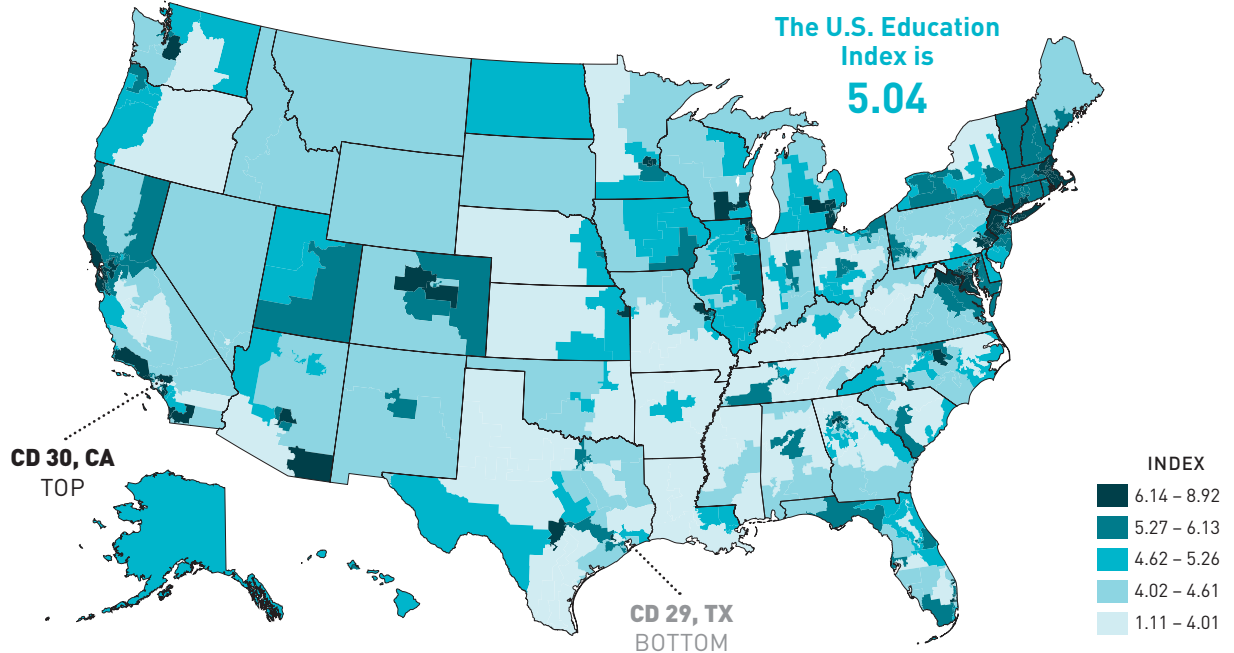 The U.S. Education
Index is
5.04
CD 30, CA
TOP
CD 29, TX
BOTTOM
INDEX
6.14 – 8.92
5.27 – 6.13
4.62 – 5.26
4.02 – 4.61
1.11 – 4.01